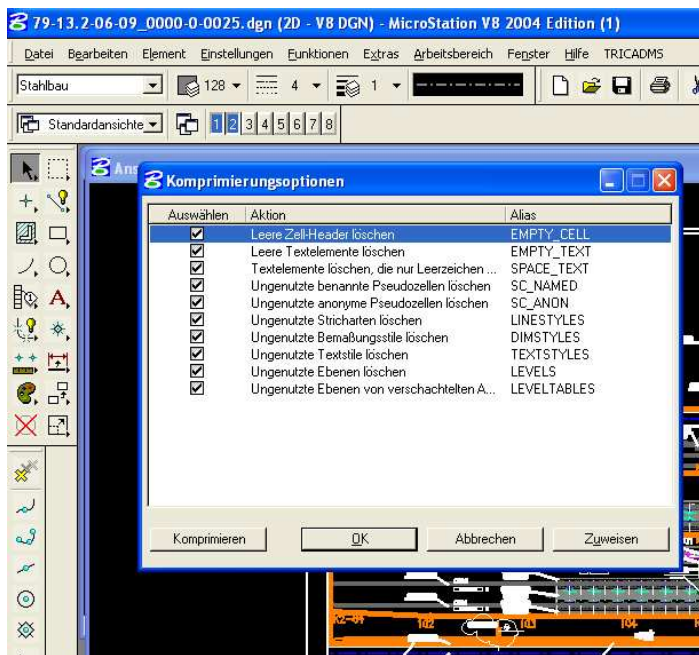 79-13.2-06-09_0000-0-0025.dgn (2D - V8 DGN) - MicroStation V8 2004 Edition (1)
Datei Bearbeiten Element Einstellungen Funktionen Extras Arbeitsbereich Fenster Hilfe TRICADMS
Stahlbau 128 4 1
Standardansichte 1 2 3 4 5 6 7 8
Ans
Komprimierungsoptionen
Auswählen Aktion Alias
Leere Zell-Header löschen EMPTY_CELL
Leere Textelemente löschen EMPTY_TEXT
Textelemente löschen, die nur Leerzeichen ... SPACE_TEXT
Ungenutzte benannte Pseudozellen löschen SC_NAMED
Ungenutzte anonyme Pseudozellen löschen SC_ANON
Ungenutzte Stricharten löschen LINESTYLES
Ungenutzte Bemaßungsstile löschen DIMSTYLES
Ungenutzte Textstile löschen TEXTSTYLES
Ungenutzte Ebenen löschen LEVELS
Ungenutzte Ebenen von verschachtelten A... LEVELTABLES
Komprimieren OK Abbrechen Zuweisen
102 103 104